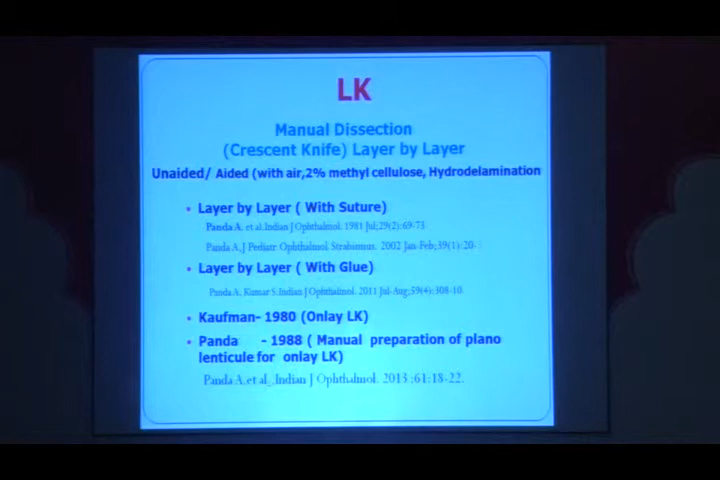 LK
Manual Dissection
(Crescent Knife) Layer by Layer
Unaided/ Aided (with air,2% methyl cellulose, Hydrodelamination
• Layer by Layer ( With Suture)
Panda A. et al.Indian J Ophthalmol. 1981 Jul;29(2):69-73
Panda A.J Pediatr Ophthalmol Strabismus. 2002 Jan-Feb;39(1):20-
• Layer by Layer ( With Glue)
Panda A. Kumar S.Indian J Ophthalmol. 2011 Jul-Aug;59(4):308-10.
• Kaufman- 1980 (Onlay LK)
• Panda - 1988 ( Manual preparation of plano
lenticule for onlay LK)
Panda A.et al,.Indian J Ophthalmol. 2013 ;61:18-22.